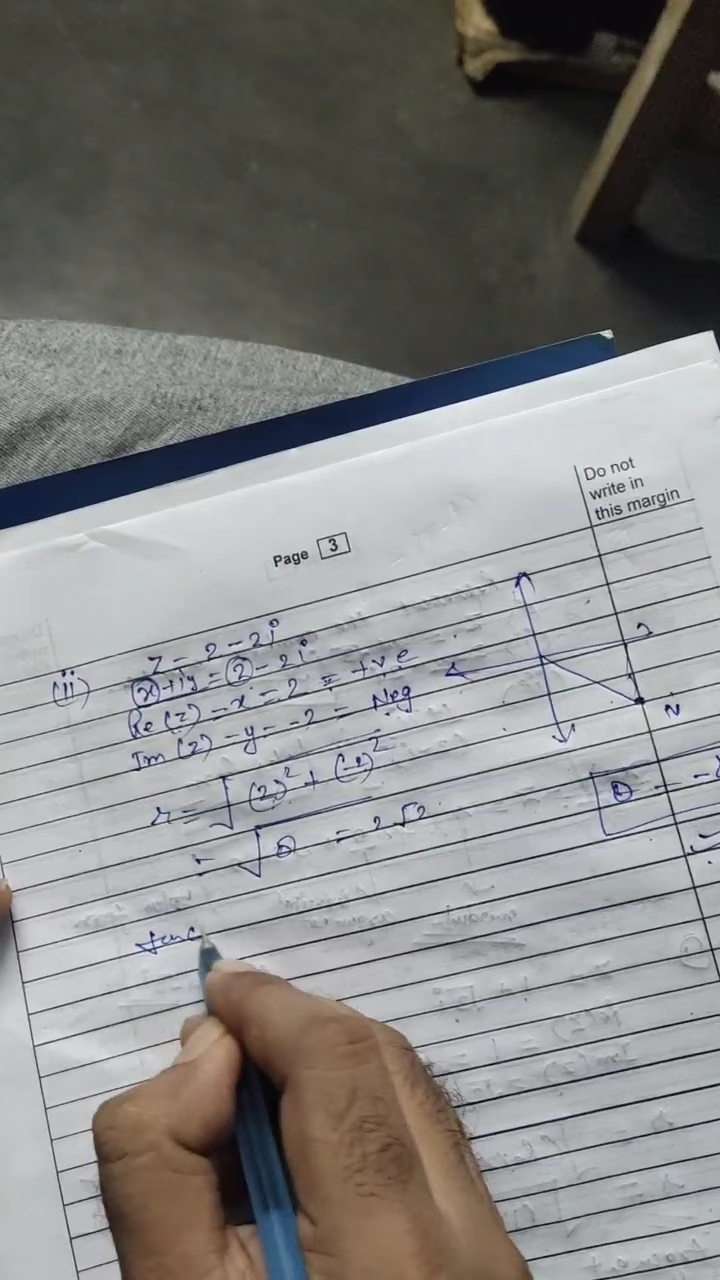 Do not
write in
this margin
Page 3
(ii) Z = 2 - 2i
x + iy = 2 - 2i
Re(z) - x = 2 = +ve
Im(z) - y = -2 = Neg
r = √(2)² + (-2)²
= √8 = 2√2
θ = -
tan